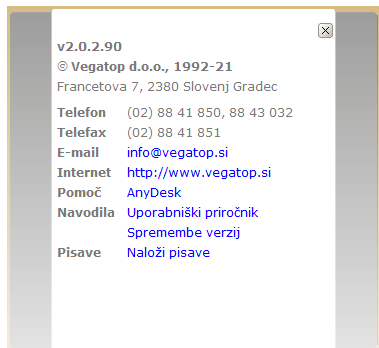 v2.0.2.90
© Vegatop d.o.o., 1992-21
Francetova 7, 2380 Slovenj Gradec
Telefon (02) 88 41 850, 88 43 032
Telefax (02) 88 41 851
E-mail info@vegatop.si
Internet http://www.vegatop.si
Pomoč AnyDesk
Navodila Uporabniški priročnik
Spremembe verzij
Pisave Naloži pisave